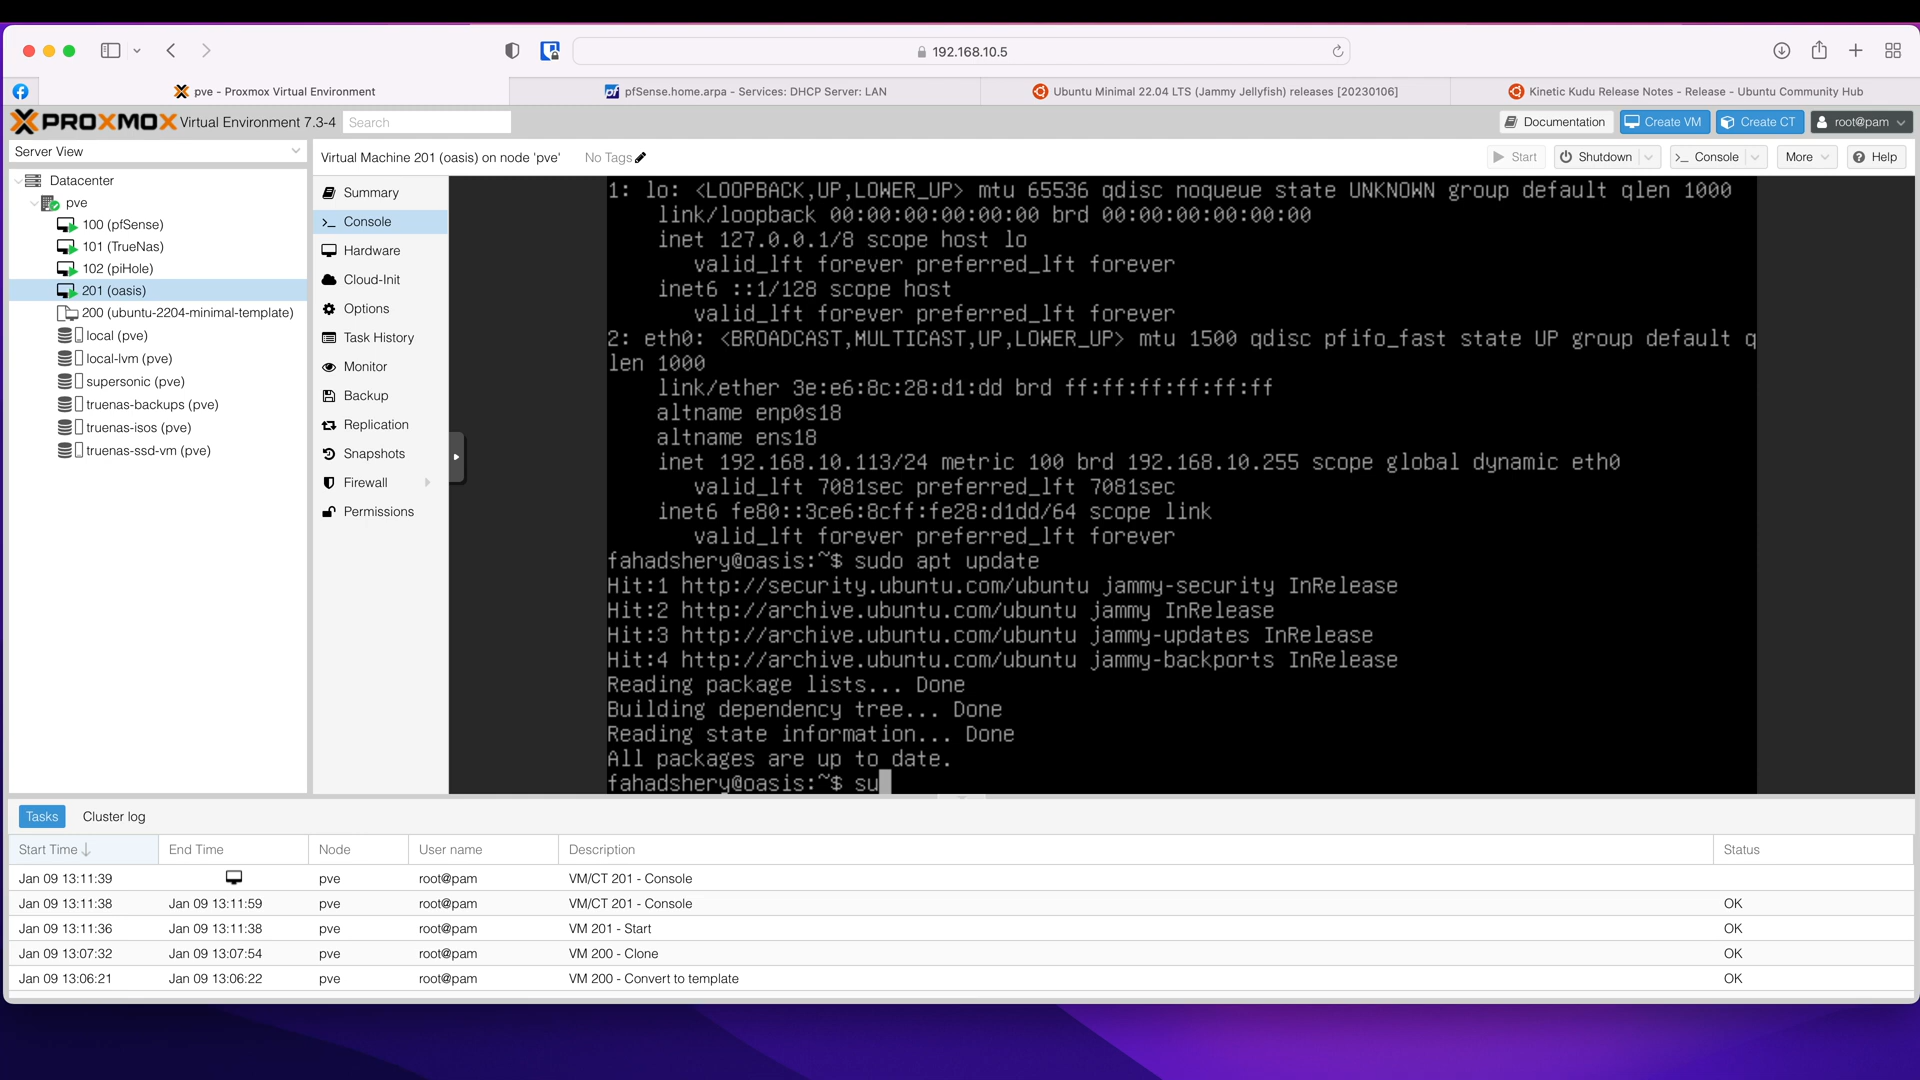 192.168.10.5
pve - Proxmox Virtual Environment
pfSense.home.arpa - Services: DHCP Server: LAN
Ubuntu Minimal 22.04 LTS (Jammy Jellyfish) releases [20230106]
Kinetic Kudu Release Notes - Release - Ubuntu Community Hub
PROXMOX Virtual Environment 7.3-4
Search
Documentation
Create VM
Create CT
root@pam
Server View
Virtual Machine 201 (oasis) on node 'pve'
No Tags
Start
Shutdown
Console
More
Help
Datacenter
pve
100 (pfSense)
101 (TrueNas)
102 (piHole)
201 (oasis)
200 (ubuntu-2204-minimal-template)
local (pve)
local-lvm (pve)
supersonic (pve)
truenas-backups (pve)
truenas-isos (pve)
truenas-ssd-vm (pve)
Summary
Console
Hardware
Cloud-Init
Options
Task History
Monitor
Backup
Replication
Snapshots
Firewall
Permissions
1: lo: <LOOPBACK,UP,LOWER_UP> mtu 65536 qdisc noqueue state UNKNOWN group default qlen 1000
link/loopback 00:00:00:00:00:00 brd 00:00:00:00:00:00
inet 127.0.0.1/8 scope host lo
valid_lft forever preferred_lft forever
inet6 ::1/128 scope host
valid_lft forever preferred_lft forever
2: eth0: <BROADCAST,MULTICAST,UP,LOWER_UP> mtu 1500 qdisc pfifo_fast state UP group default q
len 1000
link/ether 3e:e6:8c:28:d1:dd brd ff:ff:ff:ff:ff:ff
altname enp0s18
altname ens18
inet 192.168.10.113/24 metric 100 brd 192.168.10.255 scope global dynamic eth0
valid_lft 7081sec preferred_lft 7081sec
inet6 fe80::3ce6:8cff:fe28:d1dd/64 scope link
valid_lft forever preferred_lft forever
fahadshery@oasis:~$ sudo apt update
Hit:1 http://security.ubuntu.com/ubuntu jammy-security InRelease
Hit:2 http://archive.ubuntu.com/ubuntu jammy InRelease
Hit:3 http://archive.ubuntu.com/ubuntu jammy-updates InRelease
Hit:4 http://archive.ubuntu.com/ubuntu jammy-backports InRelease
Reading package lists... Done
Building dependency tree... Done
Reading state information... Done
All packages are up to date.
fahadshery@oasis:~$ su
Tasks
Cluster log
Start Time End Time Node User name Description Status
Jan 09 13:11:39 pve root@pam VM/CT 201 - Console
Jan 09 13:11:38 Jan 09 13:11:59 pve root@pam VM/CT 201 - Console OK
Jan 09 13:11:36 Jan 09 13:11:38 pve root@pam VM 201 - Start OK
Jan 09 13:07:32 Jan 09 13:07:54 pve root@pam VM 200 - Clone OK
Jan 09 13:06:21 Jan 09 13:06:22 pve root@pam VM 200 - Convert to template OK